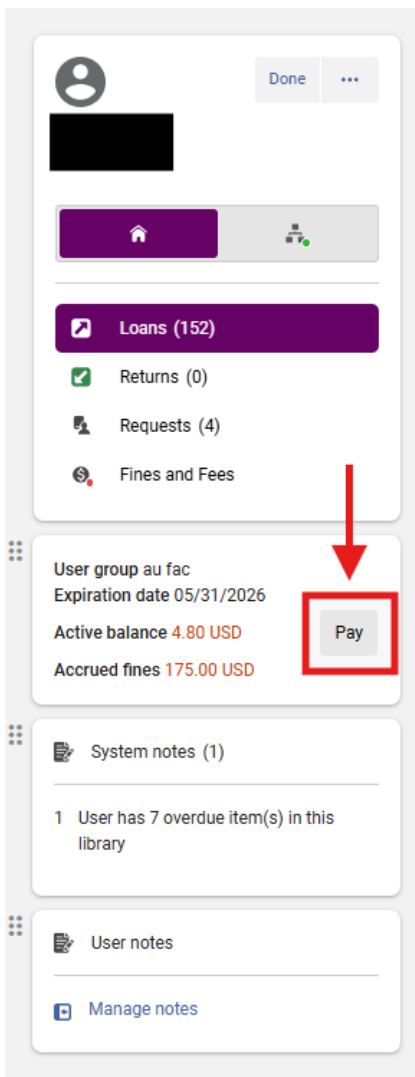 Done
Loans (152)
Returns (0)
Requests (4)
Fines and Fees
User group au fac
Expiration date 05/31/2026
Active balance 4.80 USD
Pay
Accrued fines 175.00 USD
System notes (1)
1 User has 7 overdue item(s) in this
library
User notes
Manage notes